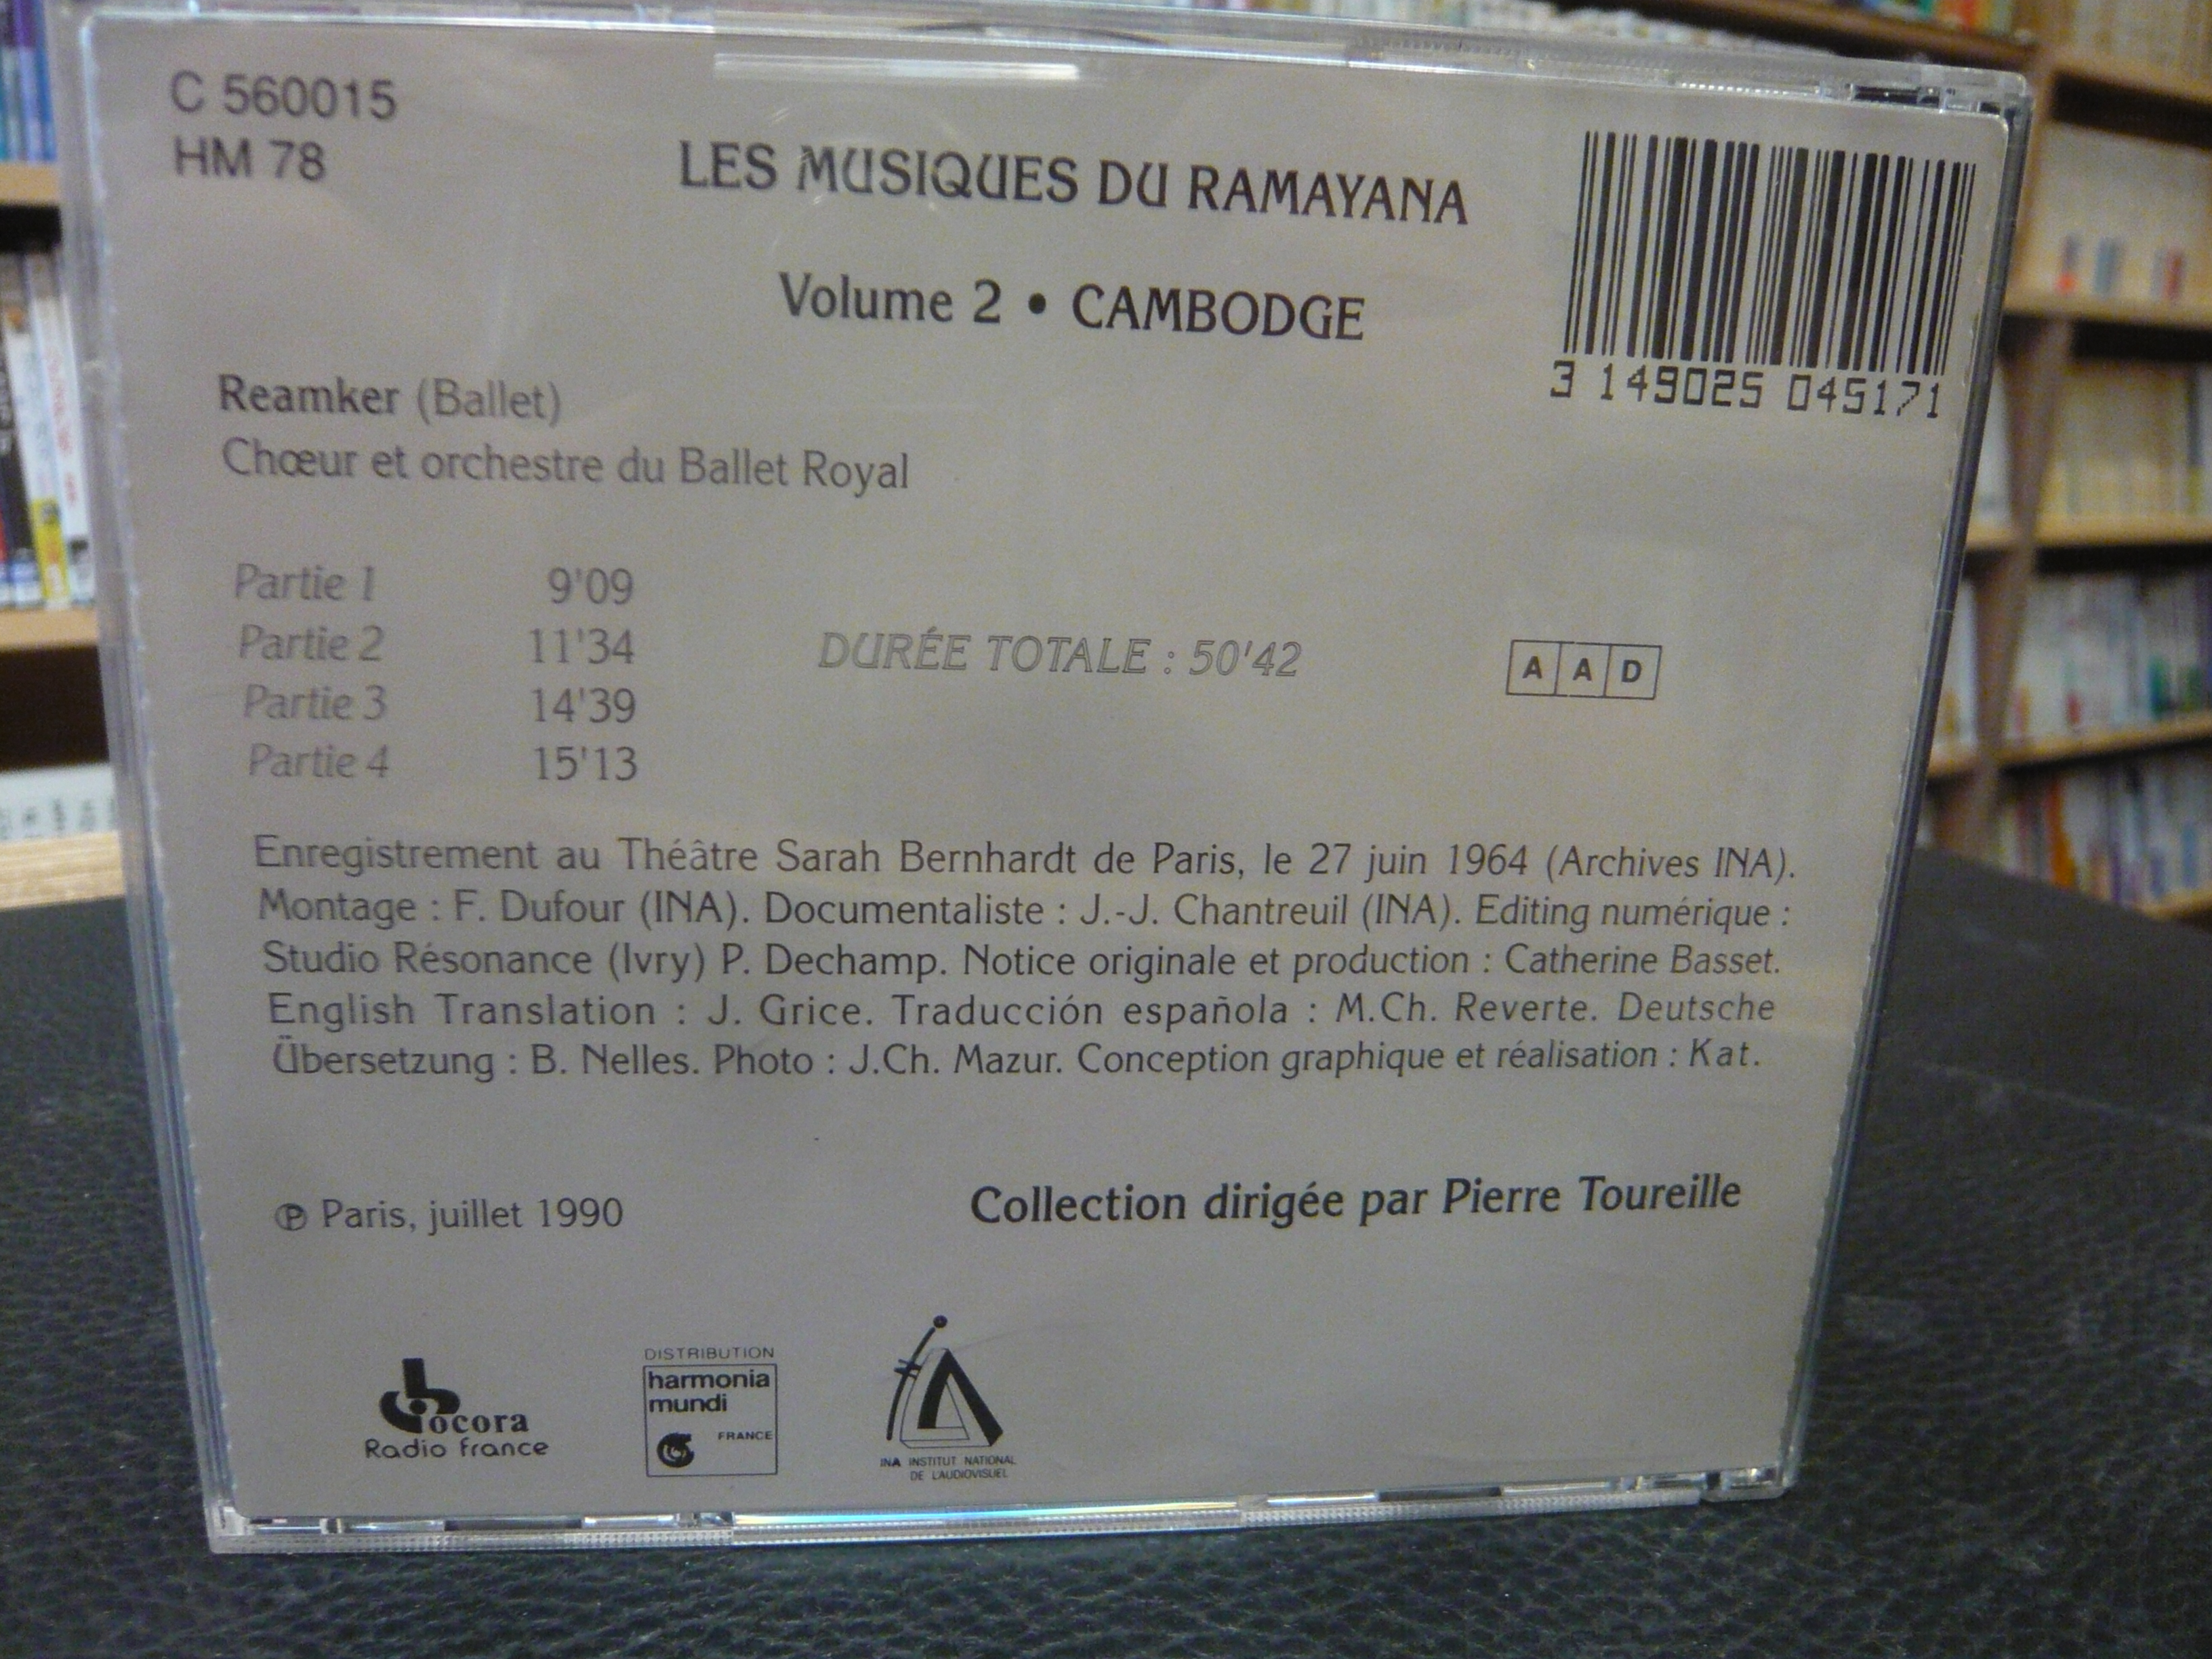 C 560015
HM 78
LES MUSIQUES DU RAMAYANA
Volume 2 • CAMBODGE
3 149025 045171
Reamker (Ballet)
Chœur et orchestre du Ballet Royal
Partie 1 9'09
Partie 2 11'34
Partie 3 14'39
Partie 4 15'13
DURÉE TOTALE : 50'42
A A D
Enregistrement au Théâtre Sarah Bernhardt de Paris, le 27 juin 1964 (Archives INA).
Montage : F. Dufour (INA). Documentaliste : J.-J. Chantreuil (INA). Editing numérique :
Studio Résonance (Ivry) P. Dechamp. Notice originale et production : Catherine Basset.
English Translation : J. Grice. Traducción española : M.Ch. Reverte. Deutsche
Übersetzung : B. Nelles. Photo : J.Ch. Mazur. Conception graphique et réalisation : Kat.
℗ Paris, juillet 1990
Collection dirigée par Pierre Toureille
ocora
Radio france
DISTRIBUTION
harmonia
mundi
FRANCE
INA INSTITUT NATIONAL
DE L'AUDIOVISUEL